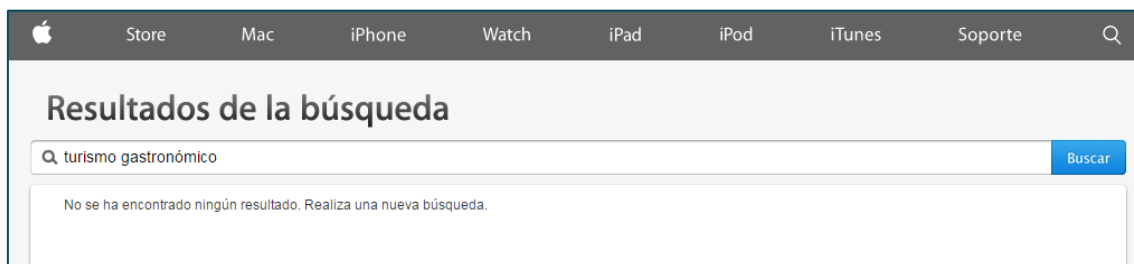 Store Mac iPhone Watch iPad iPod iTunes Soporte
Resultados de la búsqueda
turismo gastronómico Buscar
No se ha encontrado ningún resultado. Realiza una nueva búsqueda.